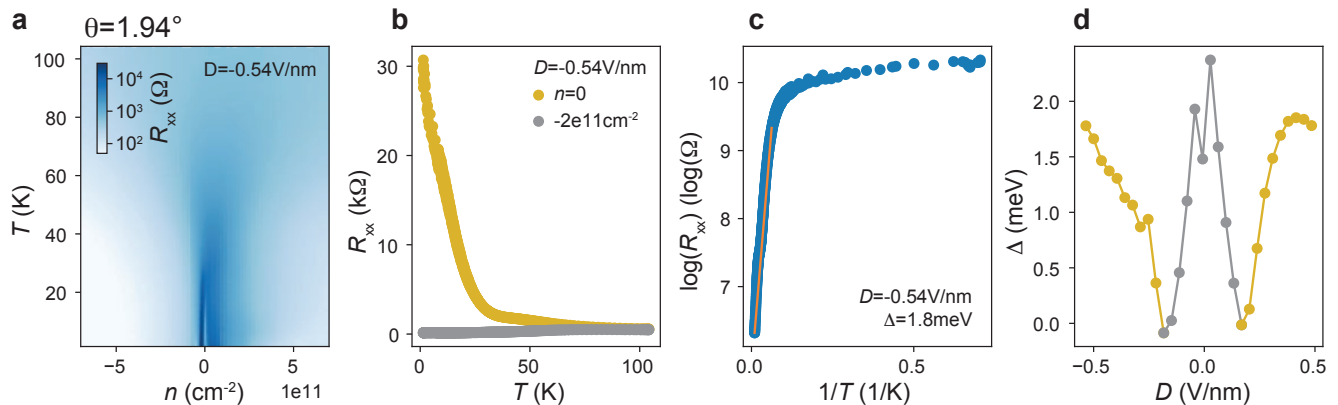 a
θ=1.94°
D=-0.54V/nm
10⁴
10³
10²
Rxx (Ω)
100
80
60
40
20
T (K)
−5
0
5
n (cm⁻²)
1e11
b
D=-0.54V/nm
n=0
-2e11cm⁻²
30
20
10
0
Rxx (kΩ)
0
50
100
T (K)
c
10
9
8
7
log(Rxx) (log(Ω)
D=-0.54V/nm
Δ=1.8meV
0.0
0.5
1/T (1/K)
d
2.0
1.5
1.0
0.5
0.0
Δ (meV)
−0.5
0.0
0.5
D (V/nm)